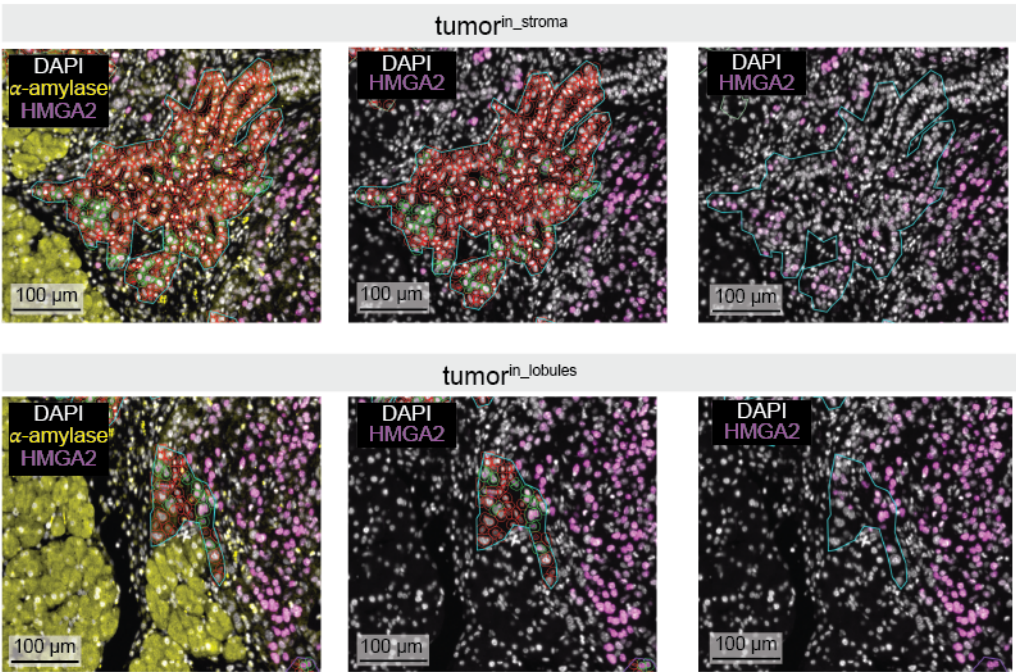 tumor^in_stroma
DAPI
α-amylase
HMGA2
100 µm
DAPI
HMGA2
100 µm
DAPI
HMGA2
100 µm
tumor^in_lobules
DAPI
α-amylase
HMGA2
100 µm
DAPI
HMGA2
100 µm
DAPI
HMGA2
100 µm